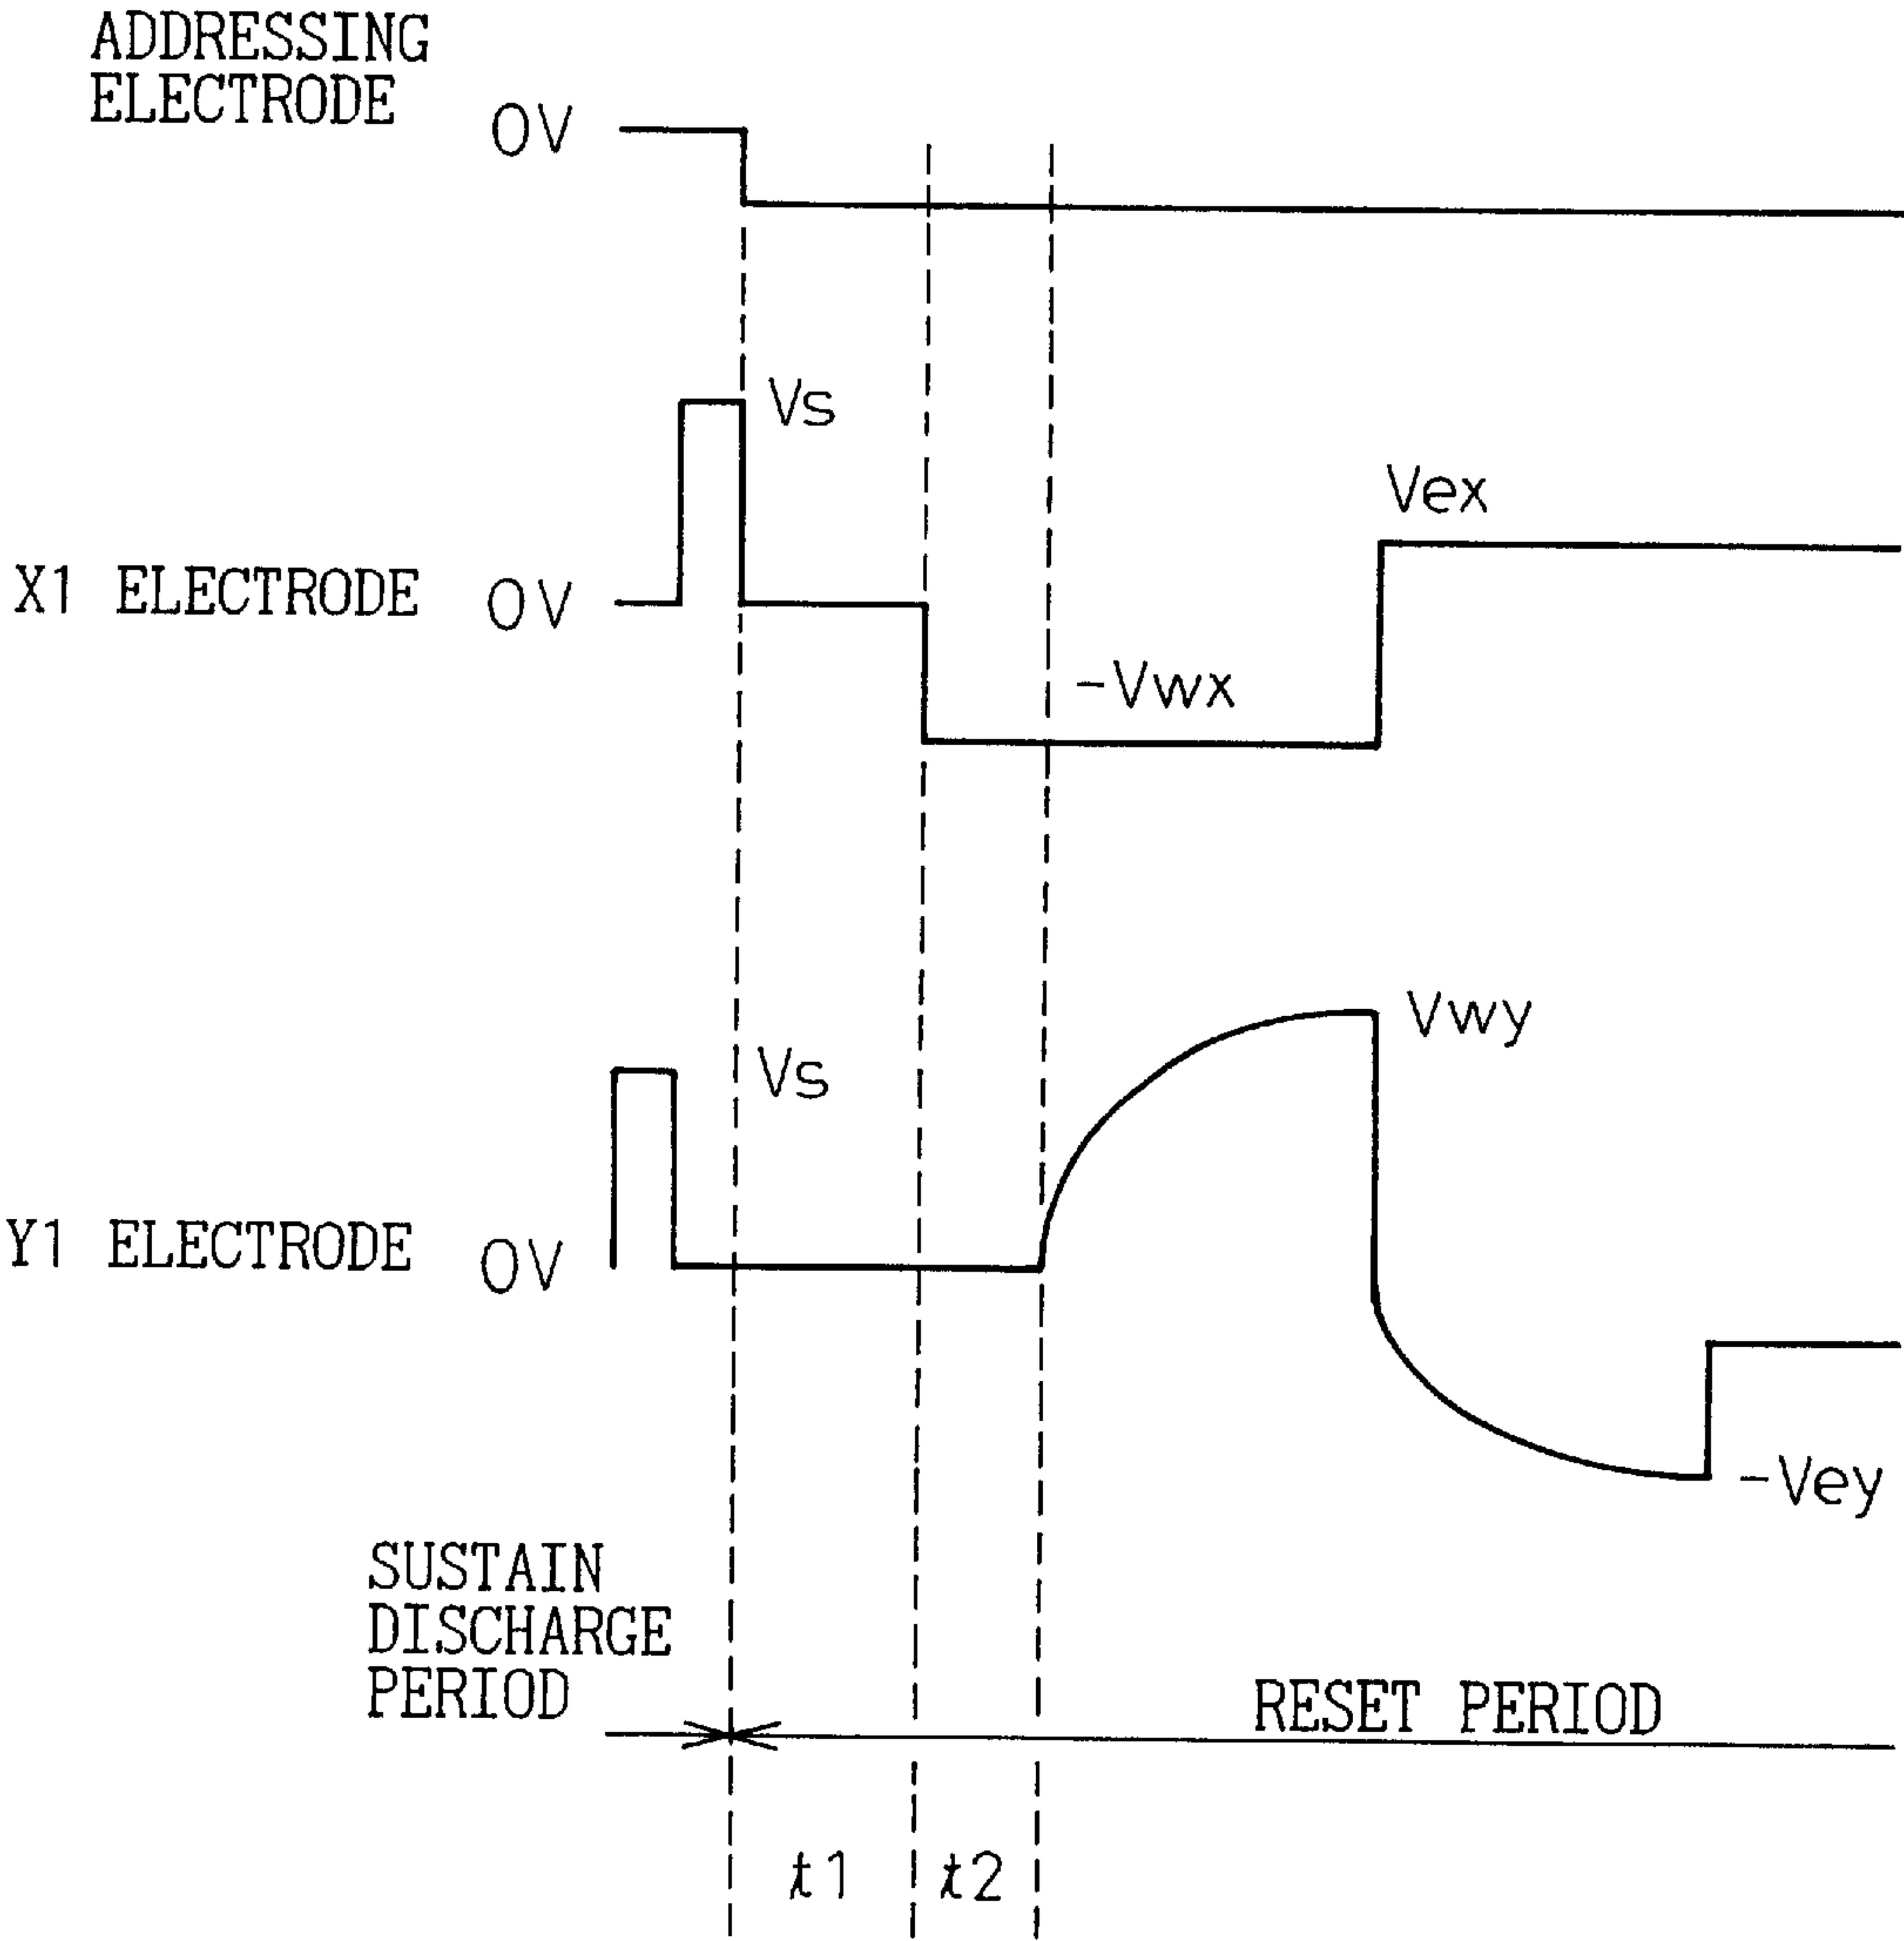 ADDRESSING
ELECTRODE
0V
Vs
Vex
X1 ELECTRODE 0V
-Vwx
Vwy
Vs
Y1 ELECTRODE 0V
-Vey
SUSTAIN
DISCHARGE
PERIOD
RESET PERIOD
t1 t2